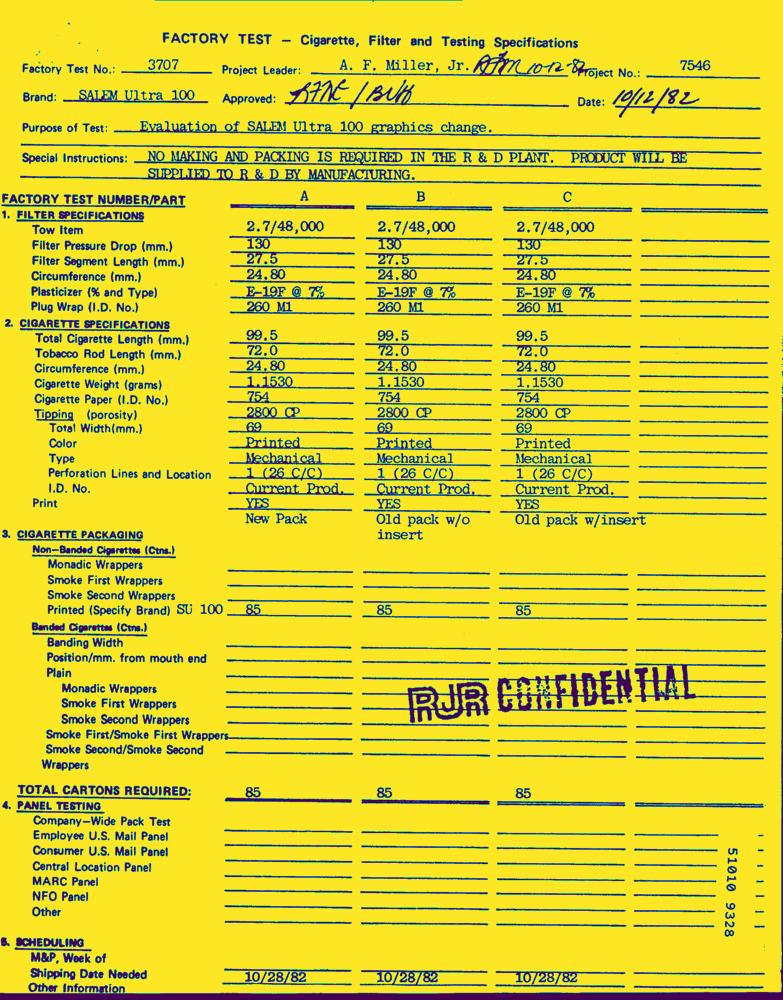 FACTORY TEST — Cigarette, Filter and Testing Specifications
Factory Test No.: 3707 Project Leader: A. F. Miller, Jr. AFM 10-12-82 Project No.: 7546
Brand: SALEM Ultra 100 Approved: Date: 10/12/82
Purpose of Test: Evaluation of SALEM Ultra 100 graphics change.
Special Instructions: NO MAKING AND PACKING IS REQUIRED IN THE R & D PLANT. PRODUCT WILL BE
SUPPLIED TO R & D BY MANUFACTURING.
FACTORY TEST NUMBER/PART A B C
1. FILTER SPECIFICATIONS
Tow Item 2.7/48,000 2.7/48,000 2.7/48,000
Filter Pressure Drop (mm.) 130 130 130
Filter Segment Length (mm.) 27.5 27.5 27.5
Circumference (mm.) 24.80 24.80 24.80
Plasticizer (% and Type) E-19F @ 7% E-19F @ 7% E-19F @ 7%
Plug Wrap (I.D. No.) 260 M1 260 M1 260 M1
2. CIGARETTE SPECIFICATIONS
Total Cigarette Length (mm.) 99.5 99.5 99.5
Tobacco Rod Length (mm.) 72.0 72.0 72.0
Circumference (mm.) 24.80 24.80 24.80
Cigarette Weight (grams) 1.1530 1.1530 1.1530
Cigarette Paper (I.D. No.) 754 754 754
Tipping (porosity) 2800 CP 2800 CP 2800 CP
Total Width(mm.) 69 69 69
Color Printed Printed Printed
Type Mechanical Mechanical Mechanical
Perforation Lines and Location 1 (26 C/C) 1 (26 C/C) 1 (26 C/C)
I.D. No. Current Prod. Current Prod. Current Prod.
Print YES YES YES
New Pack Old pack w/o Old pack w/insert
insert
3. CIGARETTE PACKAGING
Non-Banded Cigarettes (Ctns.)
Monadic Wrappers
Smoke First Wrappers
Smoke Second Wrappers
Printed (Specify Brand) SU 100 85 85 85
Banded Cigarettes (Ctns.)
Banding Width
Position/mm. from mouth end
Plain
Monadic Wrappers
RJR CONFIDENTIAL
Smoke First Wrappers
Smoke Second Wrappers
Smoke First/Smoke First Wrappers
Smoke Second/Smoke Second
Wrappers
TOTAL CARTONS REQUIRED: 85 85 85
4. PANEL TESTING
Company-Wide Pack Test
Employee U.S. Mail Panel
Consumer U.S. Mail Panel
Central Location Panel
MARC Panel
NFO Panel
Other
51010 9328
5. SCHEDULING
M&P, Week of
Shipping Date Needed 10/28/82 10/28/82 10/28/82
Other Information